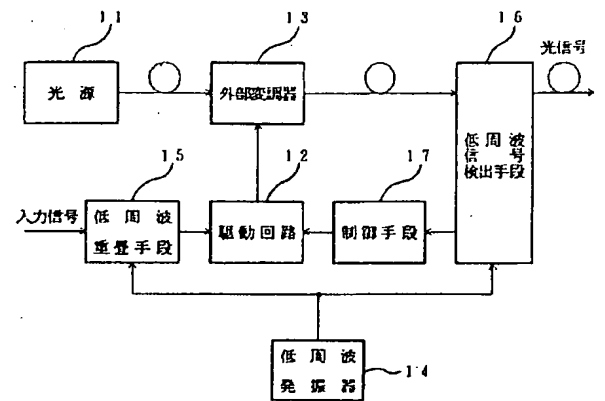 11
13
16
光信号
光源
外部変調器
低周波
信号
検出手段
15
12
17
入力信号
低周波
重畳手段
駆動回路
制御手段
低周波
発振器
14